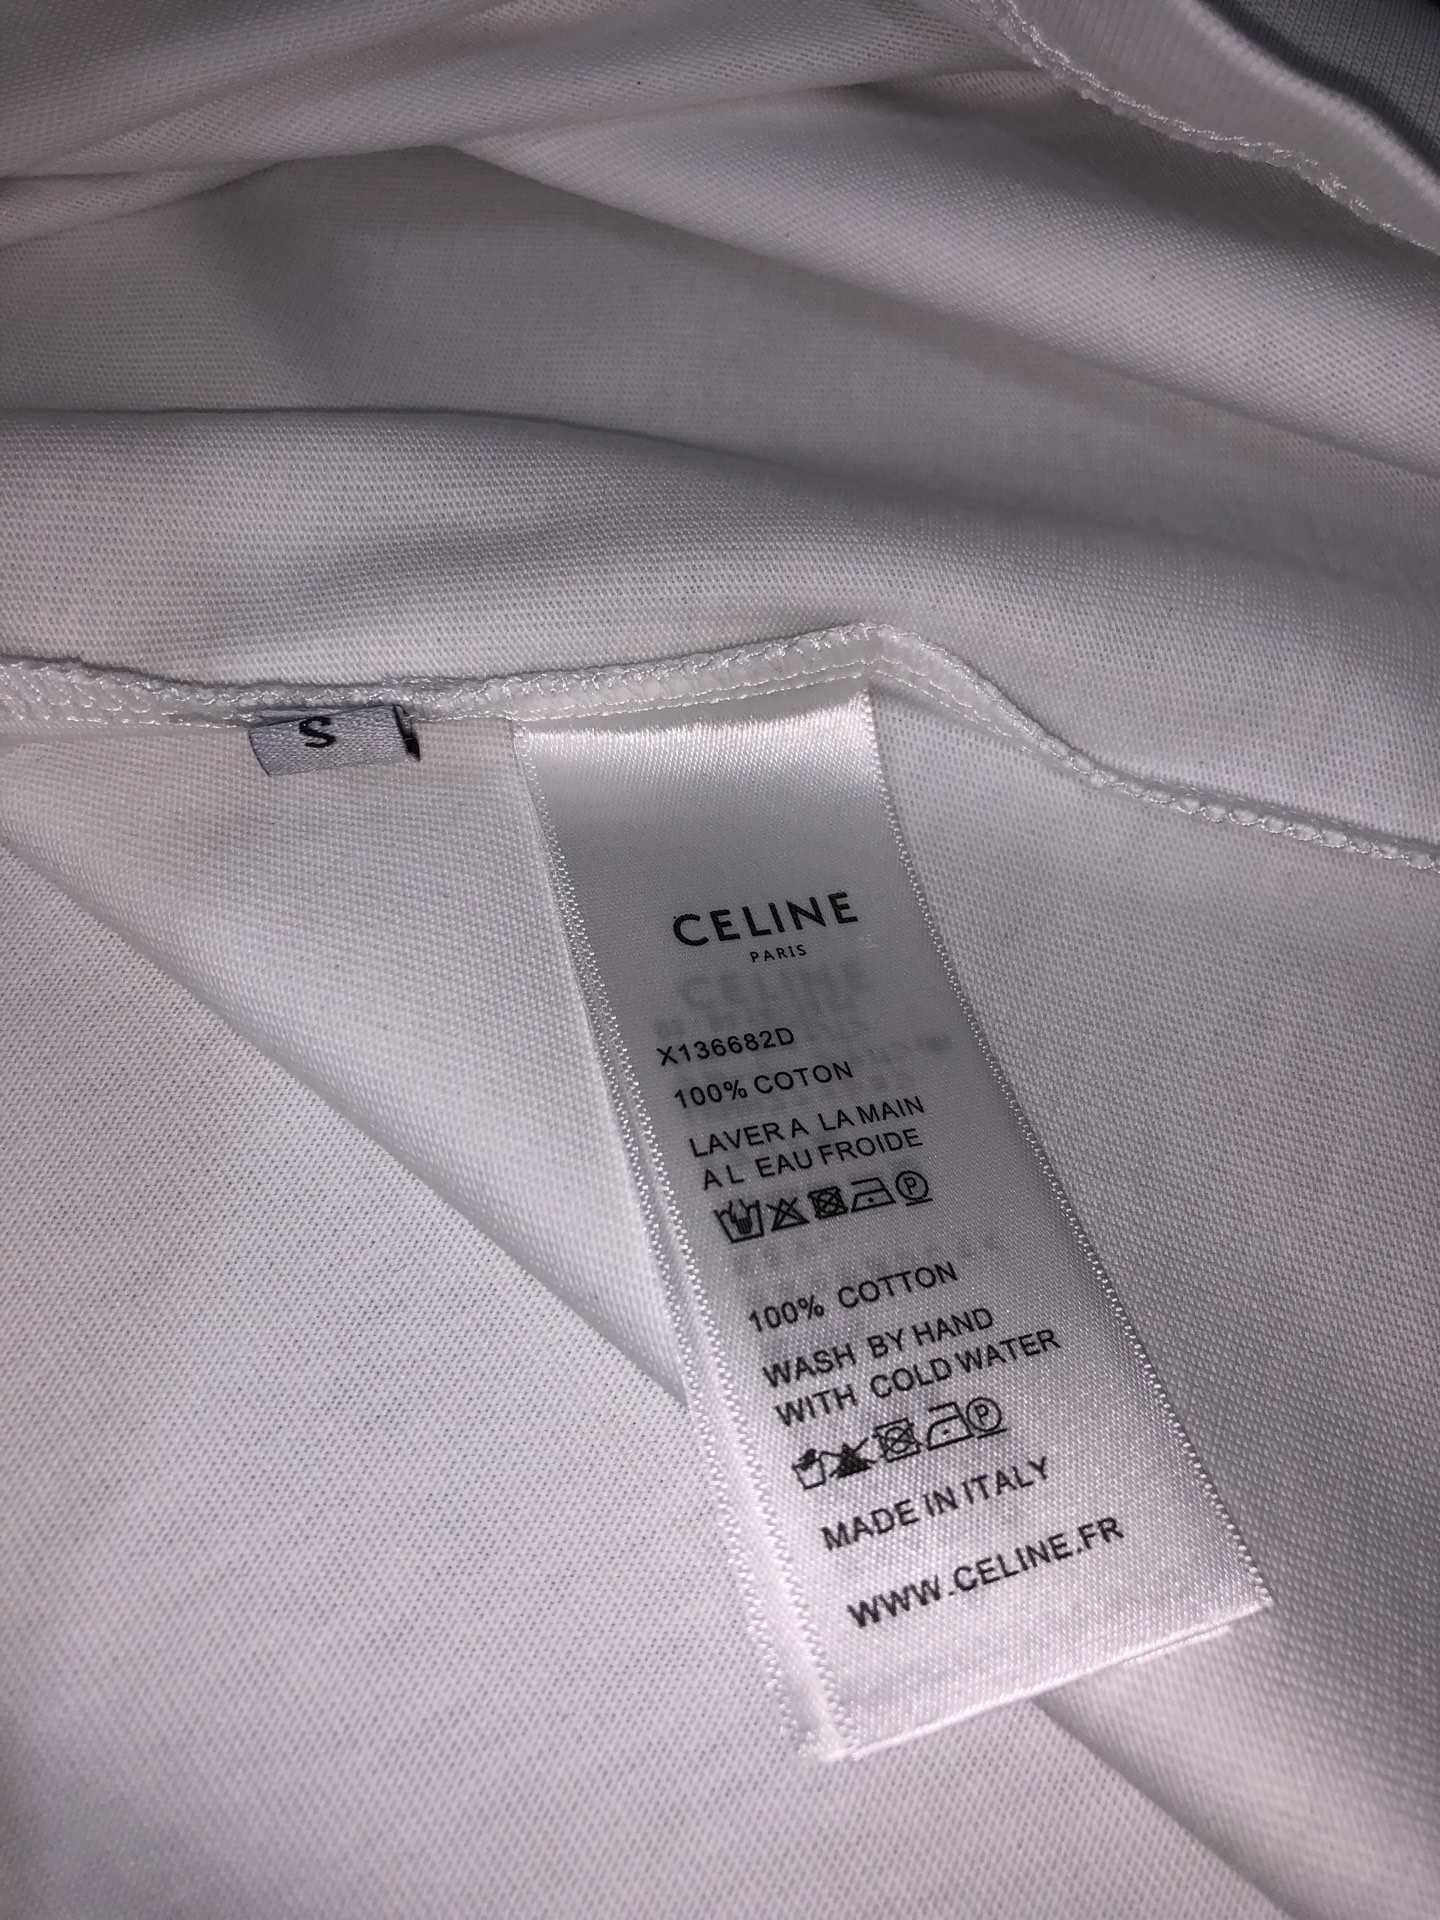 S
CELINE
PARIS
X136682D
100% COTON
LAVER A LA MAIN
A L EAU FROIDE
P
100% COTTON
WASH BY HAND
WITH COLD WATER
P
MADE IN ITALY
WWW.CELINE.FR